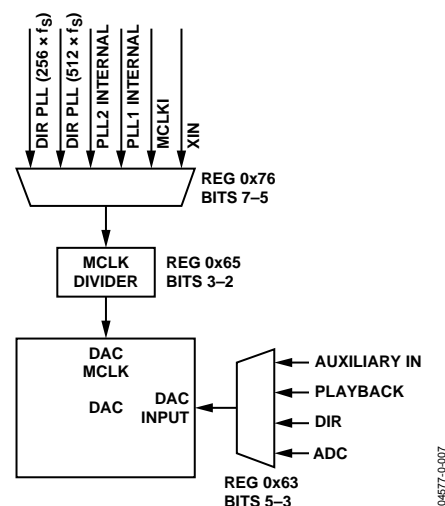 DIR PLL (256 × fS)
DIR PLL (512 × fS)
PLL2 INTERNAL
PLL1 INTERNAL
MCLKI
XIN
REG 0x76
BITS 7–5
MCLK
DIVIDER
REG 0x65
BITS 3–2
DAC
MCLK
DAC
DAC
INPUT
AUXILIARY IN
PLAYBACK
DIR
ADC
REG 0x63
BITS 5–3
04577-0-007